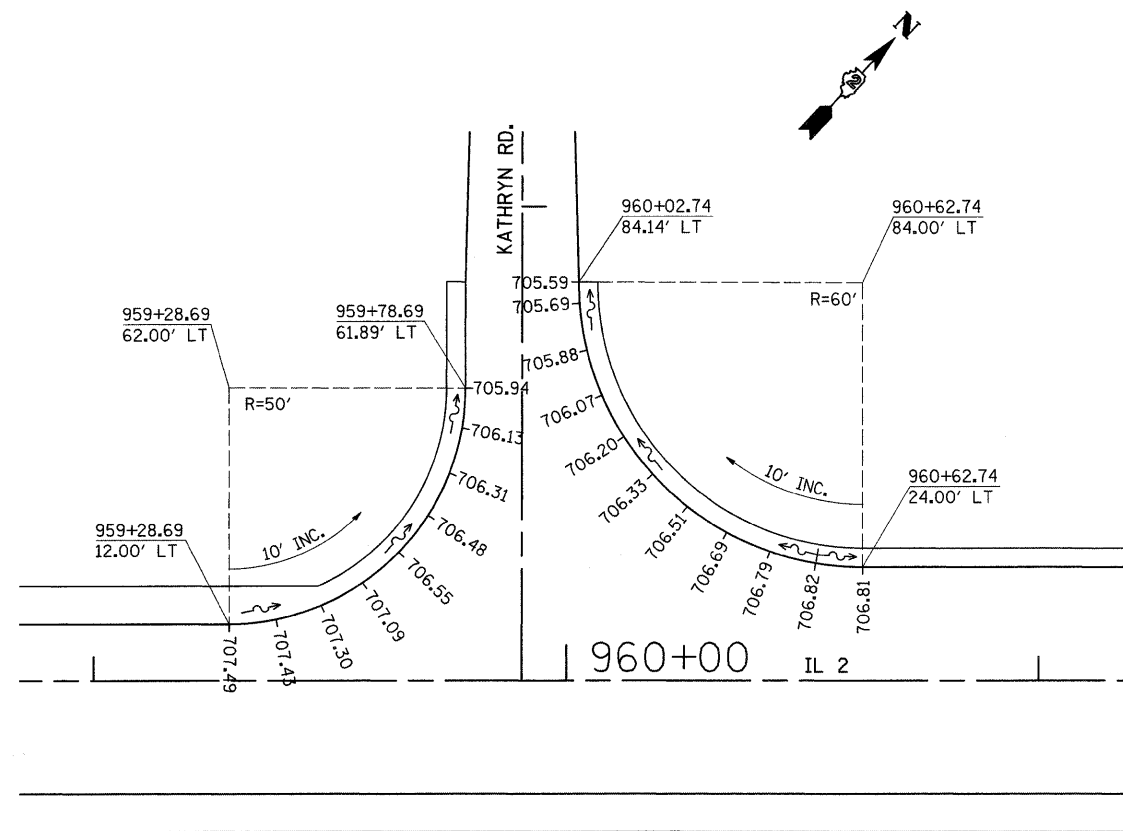 N
2
KATHRYN RD.
960+02.74
84.14' LT
960+62.74
84.00' LT
705.59
R=60'
705.69
959+28.69
62.00' LT
959+78.69
61.89' LT
705.88
R=50'
705.94
706.07
706.13
706.20
706.31
706.33
10' INC.
960+62.74
24.00' LT
706.48
706.51
959+28.69
12.00' LT
10' INC.
706.55
706.69
706.79
706.82
706.81
707.09
707.30
707.43
707.49
960+00
IL 2